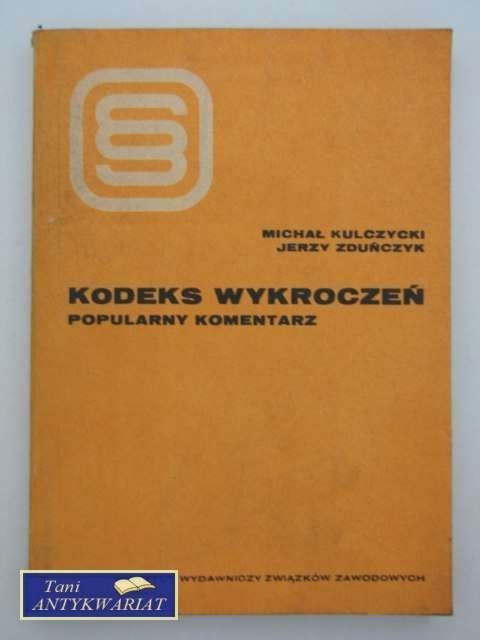 §
MICHAŁ KULCZYCKI
JERZY ZDUŃCZYK
KODEKS WYKROCZEŃ
POPULARNY KOMENTARZ
WYDAWNICZY ZWIĄZKÓW ZAWODOWYCH
Tani
ANTYKWARIAT